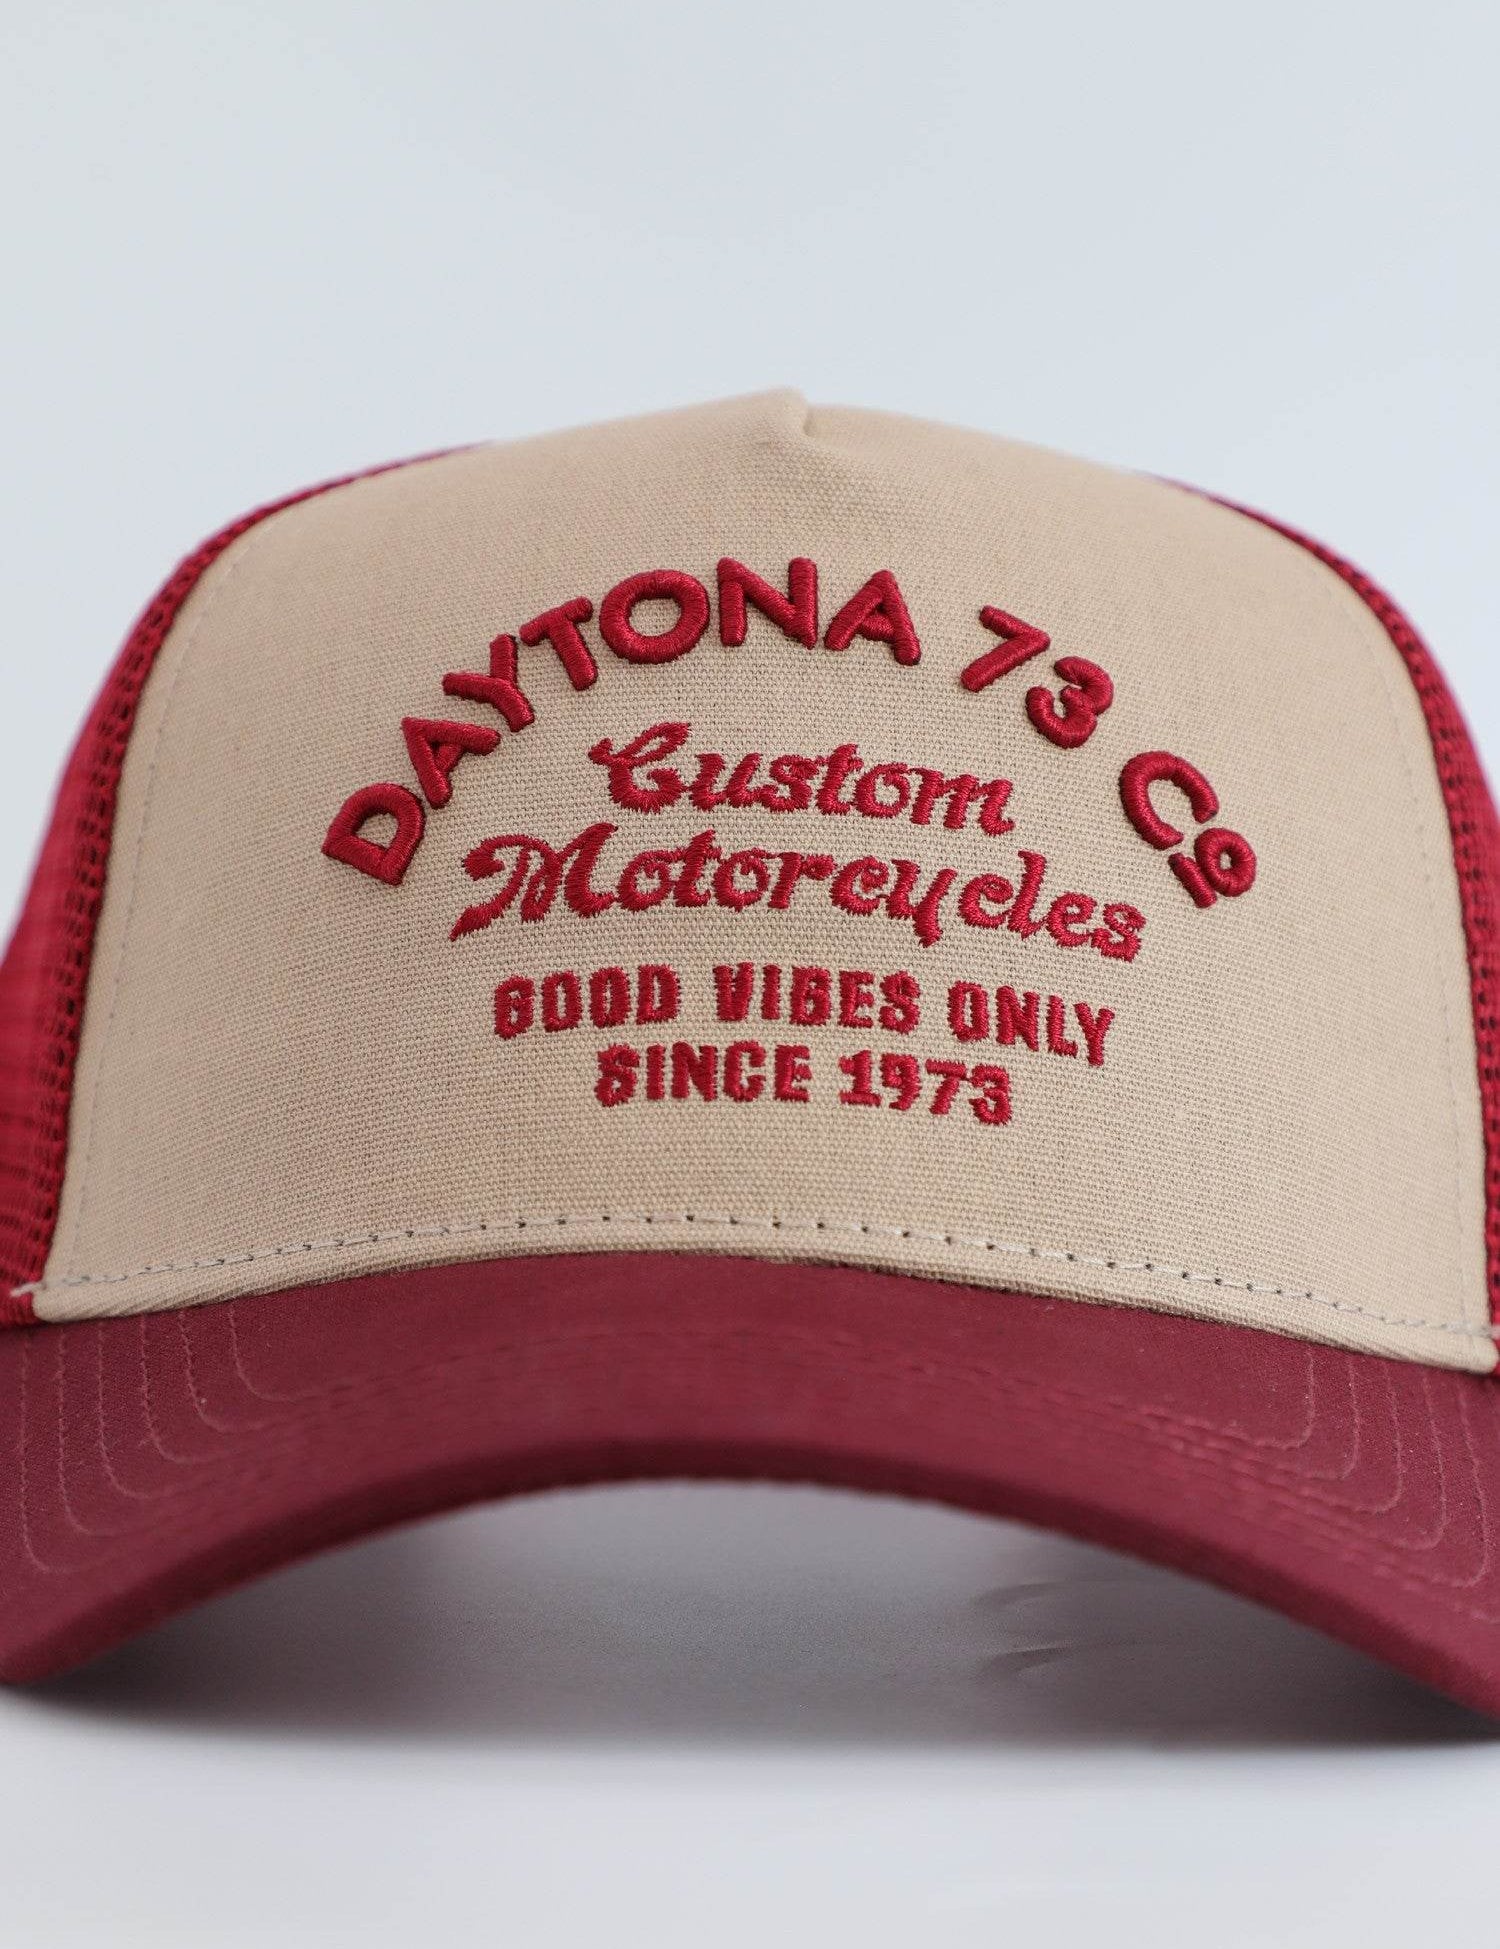 DAYTONA 73 Cº
Custom
Motorcycles
GOOD VIBES ONLY
SINCE 1973